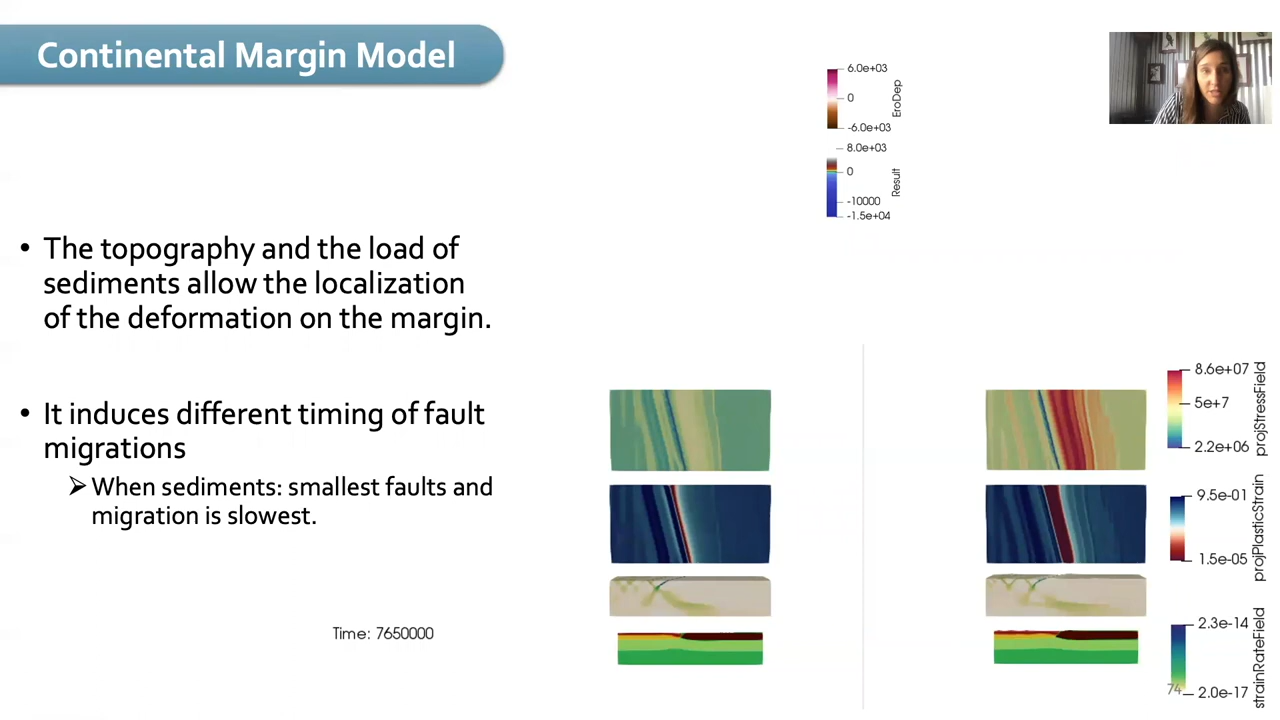 Continental Margin Model
6.0e+03
0
-6.0e+03
EroDep
8.0e+03
0
-10000
-1.5e+04
Result
• The topography and the load of
sediments allow the localization
of the deformation on the margin.
• It induces different timing of fault
migrations
➢ When sediments: smallest faults and
migration is slowest.
Time: 7650000
8.6e+07
5e+7
2.2e+06
projStressField
9.5e-01
1.5e-05
projPlasticStrain
2.3e-14
2.0e-17
strainRateField
74